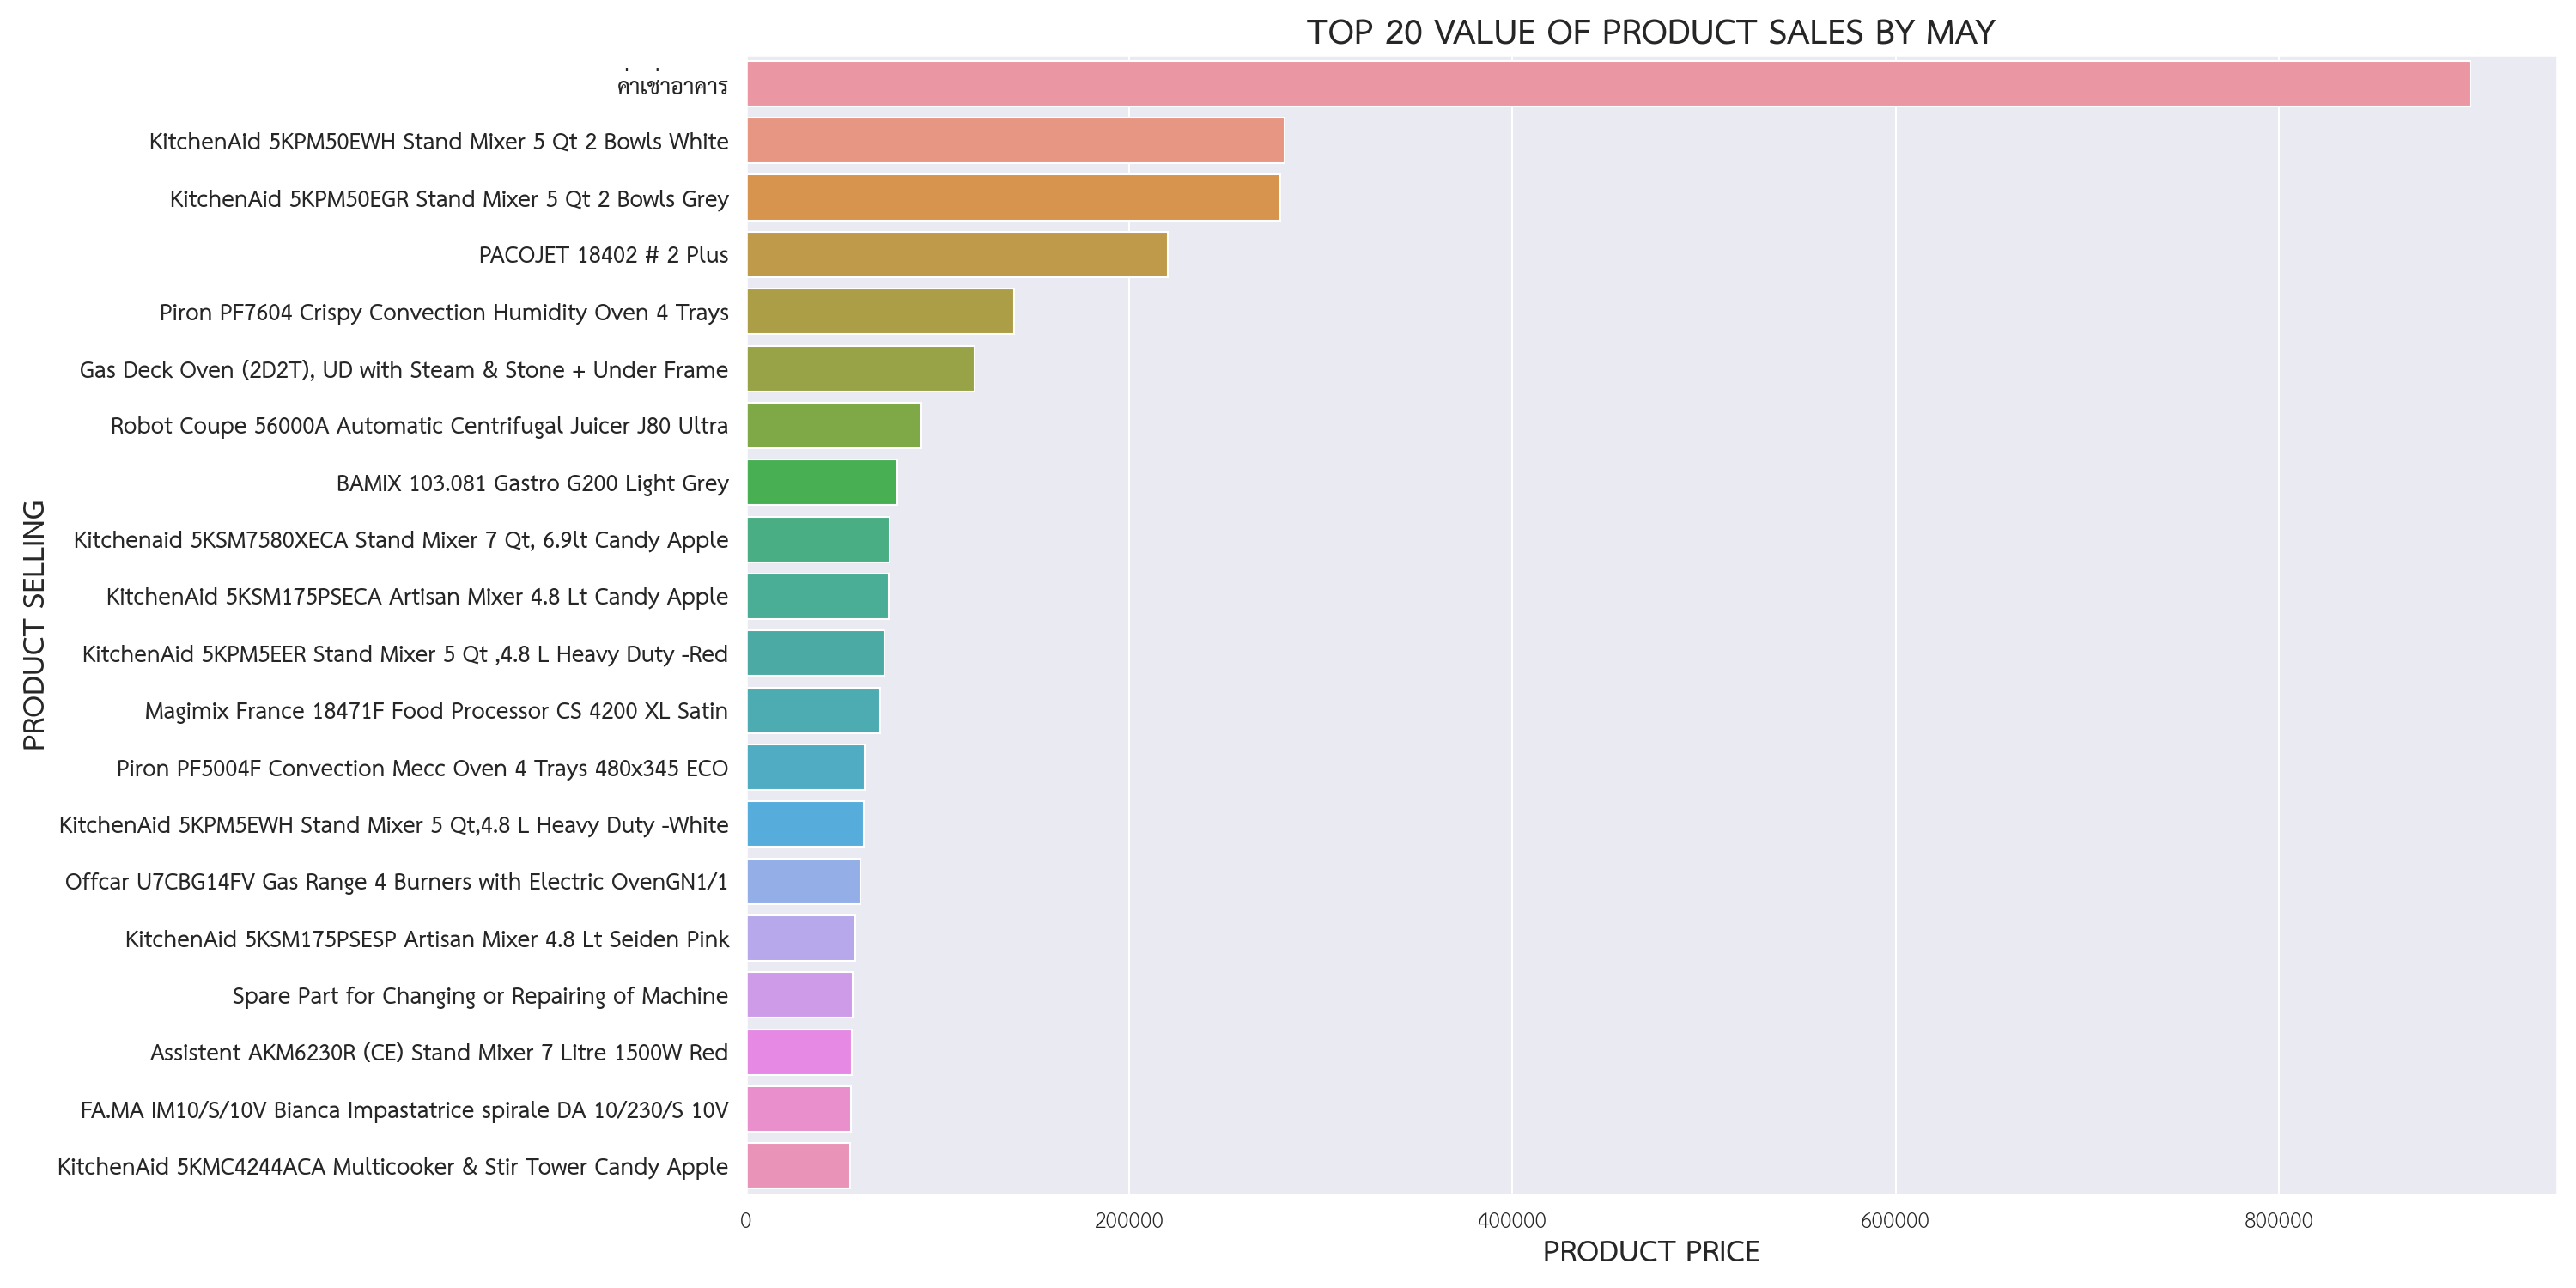 TOP 20 VALUE OF PRODUCT SALES BY MAY
ค่าเช่าอาคาร
KitchenAid 5KPM50EWH Stand Mixer 5 Qt 2 Bowls White
KitchenAid 5KPM50EGR Stand Mixer 5 Qt 2 Bowls Grey
PACOJET 18402 # 2 Plus
Piron PF7604 Crispy Convection Humidity Oven 4 Trays
Gas Deck Oven (2D2T), UD with Steam & Stone + Under Frame
Robot Coupe 56000A Automatic Centrifugal Juicer J80 Ultra
BAMIX 103.081 Gastro G200 Light Grey
Kitchenaid 5KSM7580XECA Stand Mixer 7 Qt, 6.9lt Candy Apple
KitchenAid 5KSM175PSECA Artisan Mixer 4.8 Lt Candy Apple
KitchenAid 5KPM5EER Stand Mixer 5 Qt ,4.8 L Heavy Duty -Red
Magimix France 18471F Food Processor CS 4200 XL Satin
Piron PF5004F Convection Mecc Oven 4 Trays 480x345 ECO
KitchenAid 5KPM5EWH Stand Mixer 5 Qt,4.8 L Heavy Duty -White
Offcar U7CBG14FV Gas Range 4 Burners with Electric OvenGN1/1
KitchenAid 5KSM175PSESP Artisan Mixer 4.8 Lt Seiden Pink
Spare Part for Changing or Repairing of Machine
Assistent AKM6230R (CE) Stand Mixer 7 Litre 1500W Red
FA.MA IM10/S/10V Bianca Impastatrice spirale DA 10/230/S 10V
KitchenAid 5KMC4244ACA Multicooker & Stir Tower Candy Apple
PRODUCT SELLING
0 200000 400000 600000 800000
PRODUCT PRICE